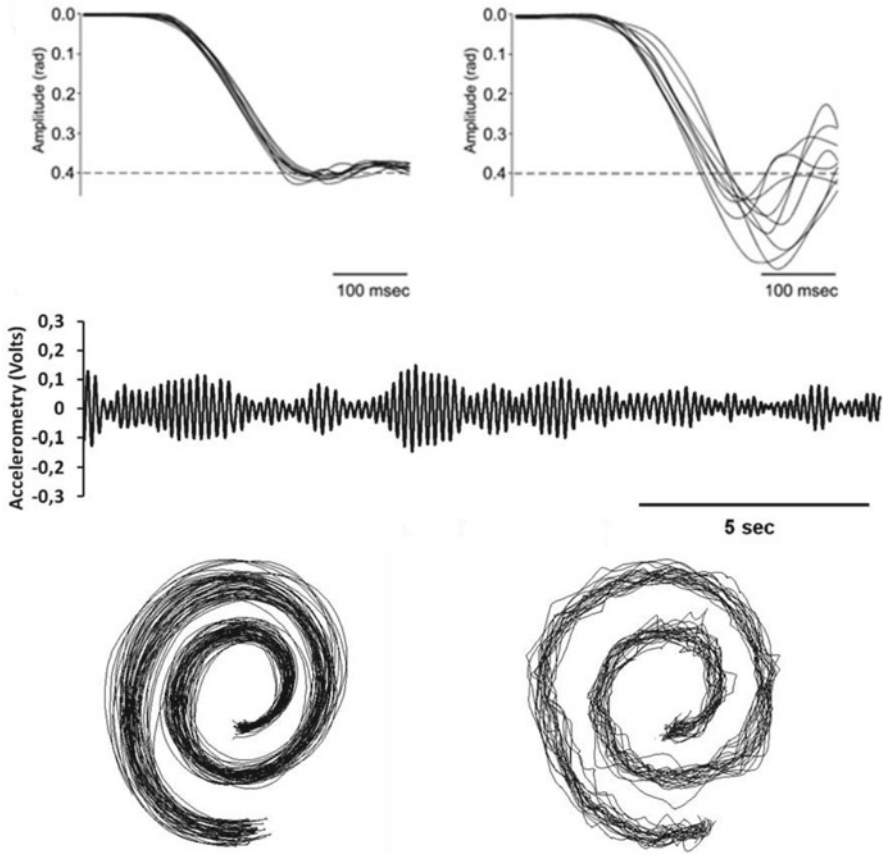 0.0
0.1
0.2
0.3
0.4
Amplitude (rad)
100 msec
0.0
0.1
0.2
0.3
0.4
Amplitude (rad)
100 msec
0,3
0,2
0,1
0
-0,1
-0,2
-0,3
Accelerometry (Volts)
5 sec